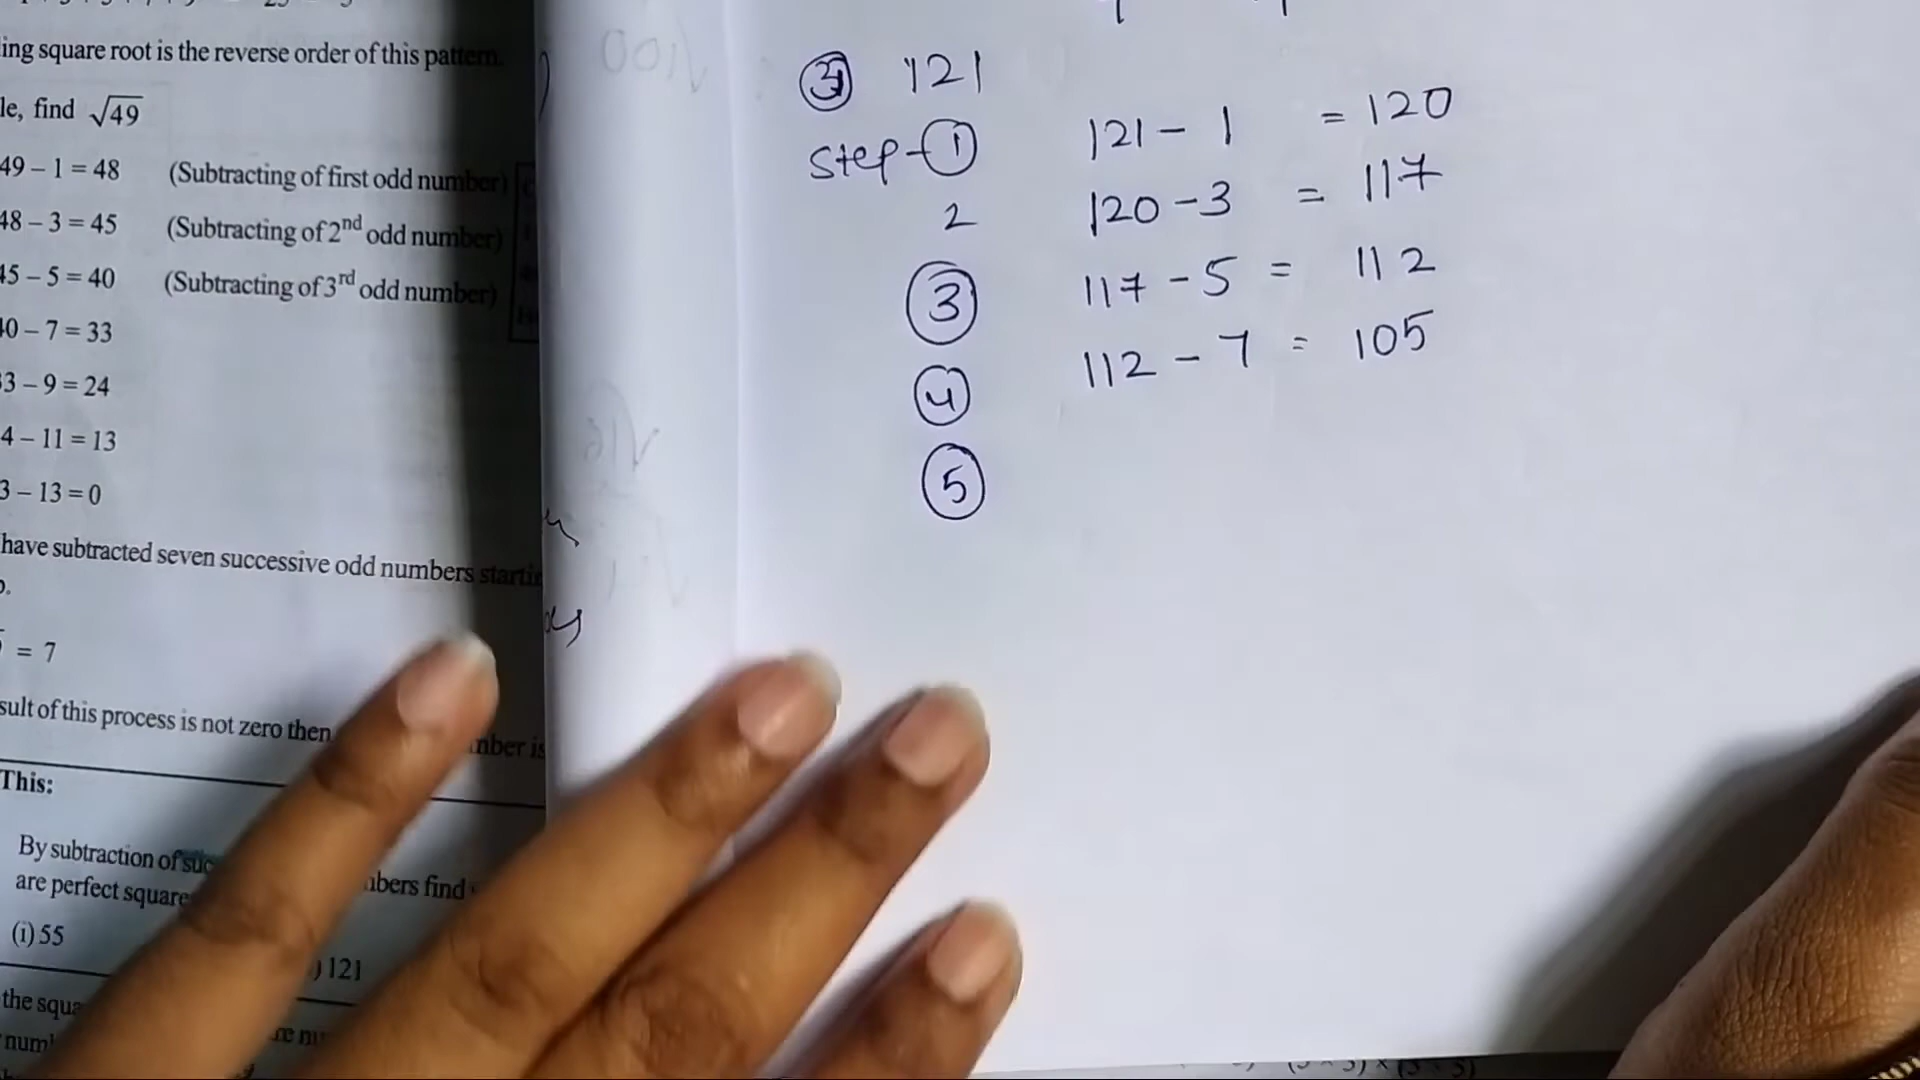 ing square root is the reverse order of this pattern.
le, find √49
49 – 1 = 48 (Subtracting of first odd number)
48 – 3 = 45 (Subtracting of 2nd odd number)
45 – 5 = 40 (Subtracting of 3rd odd number)
40 – 7 = 33
33 – 9 = 24
4 – 11 = 13
3 – 13 = 0
have subtracted seven successive odd numbers starti
= 7
sult of this process is not zero then
nber is
This:
By subtraction of suc
nbers find
are perfect square
(i) 55
) 121
the squa
num
121
Step - 1 121 - 1 = 120
2 120 - 3 = 117
3 117 - 5 = 112
4 112 - 7 = 105
5